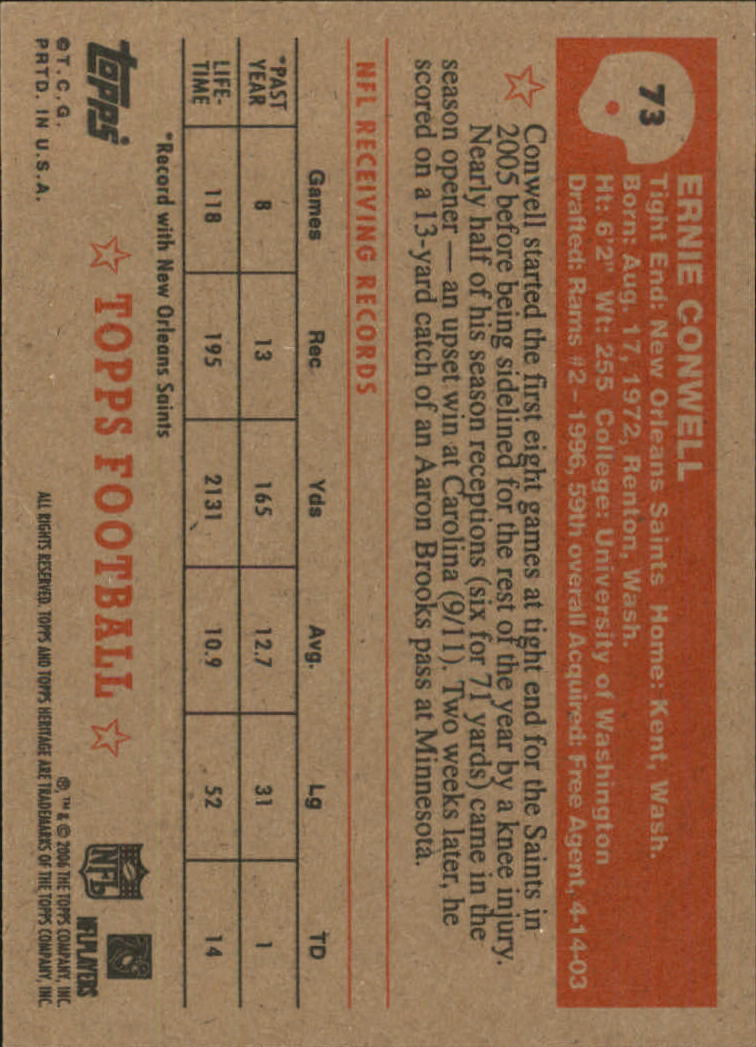 73
ERNIE CONWELL
Tight End: New Orleans Saints Home: Kent, Wash.
Born: Aug. 17, 1972, Renton, Wash.
Ht: 6'2" Wt: 255 College: University of Washington
Drafted: Rams #2-1996, 59th overall Acquired: Free Agent, 4-14-03
Conwell started the first eight games at tight end for the Saints in
2005 before being sidelined for the rest of the year by a knee injury.
Nearly half of his season receptions (six for 71 yards) came in the
season opener — an upset win at Carolina (9/11). Two weeks later, he
scored on a 13-yard catch of an Aaron Brooks pass at Minnesota.
NFL RECEIVING RECORDS
Games Rec Yds Avg. Lg TD
*PAST YEAR 8 13 165 12.7 31 1
LIFE-TIME 118 195 2131 10.9 52 14
*Record with New Orleans Saints
topps
©T.C.G.
PRTD. IN U.S.A.
TOPPS FOOTBALL
NFL
NFLPLAYERS
®, ™ & © 2006 THE TOPPS COMPANY, INC.
ALL RIGHTS RESERVED. TOPPS AND TOPPS HERITAGE ARE TRADEMARKS OF THE TOPPS COMPANY, INC.